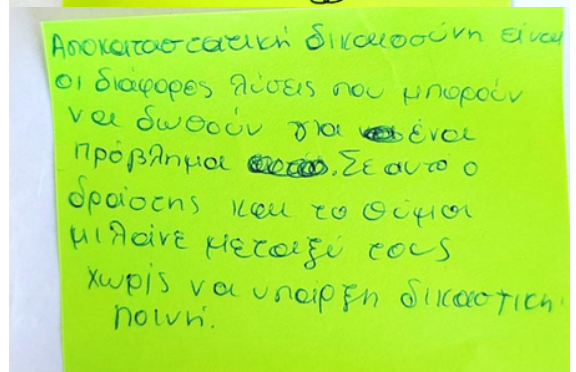 Αποκαταστατική δικαιοσύνη είναι
οι διάφορες λύσεις που μπορούν
να δωθούν για ένα
πρόβλημα. Σε αυτό ο
δράστης και το θύμα
μιλάνε μεταξύ τους
χωρίς να υπάρξη δικαστική
ποινή.